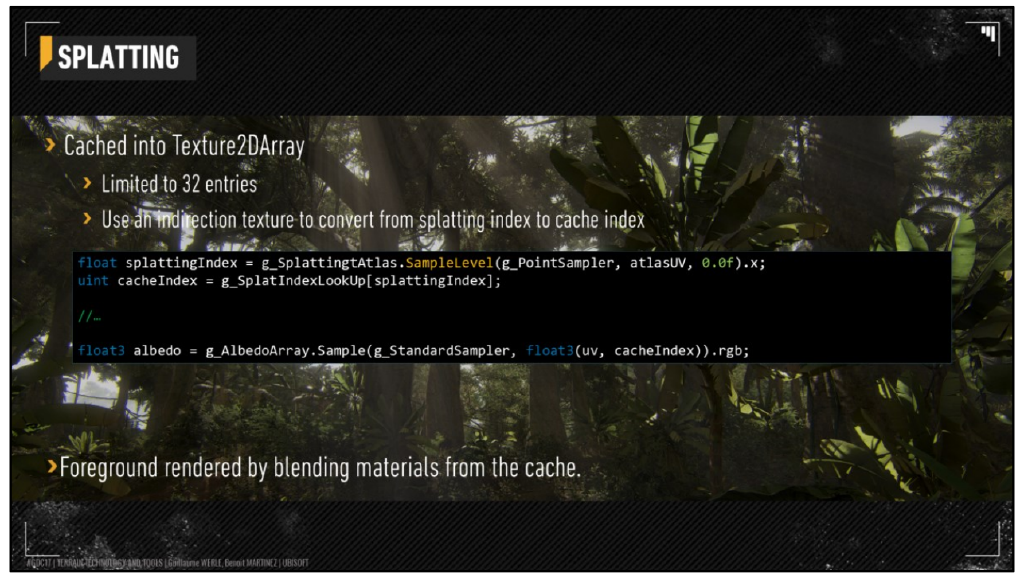 SPLATTING
Cached into Texture2DArray
Limited to 32 entries
Use an indirection texture to convert from splatting index to cache index
float splattingIndex = g_SplattingtAtlas.SampleLevel(g_PointSampler, atlasUV, 0.0f).x;
uint cacheIndex = g_SplatIndexLookUp[splattingIndex];
//…
float3 albedo = g_AlbedoArray.Sample(g_StandardSampler, float3(uv, cacheIndex)).rgb;
Foreground rendered by blending materials from the cache.
TECHNOLOGY AND TOOLS | Guillaume WERLE, Benoit MARTINEZ | UBISOFT